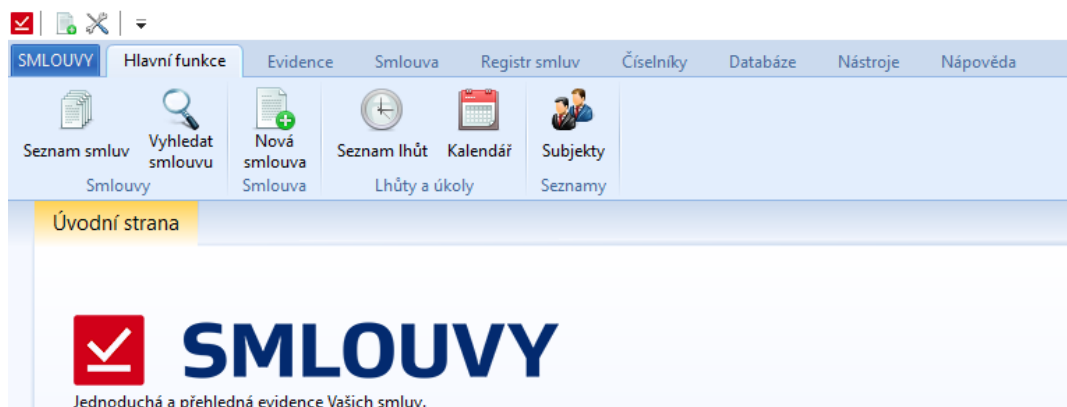 SMLOUVY Hlavní funkce Evidence Smlouva Registr smluv Číselníky Databáze Nástroje Nápověda
Seznam smluv Vyhledat smlouvu Nová smlouva Seznam lhůt Kalendář Subjekty
Smlouvy Smlouva Lhůty a úkoly Seznamy
Úvodní strana
SMLOUVY
Jednoduchá a přehledná evidence Vašich smluv.